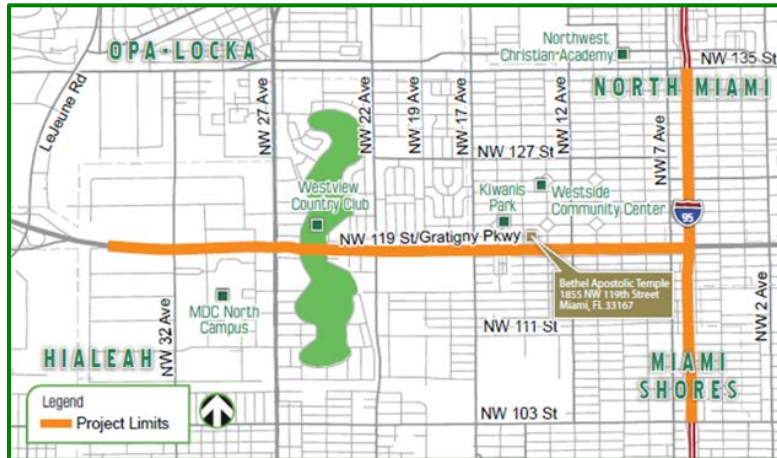 OPA-LOCKA
Northwest
Christian Academy
NW 135 St
NORTH MIAMI
LeJeune Rd
NW 27 Ave
NW 22 Ave
NW 19 Ave
NW 17 Ave
NW 12 Ave
NW 7 Ave
NW 127 St
Westview
Country Club
Kiwanis
Park
Westside
Community Center
95
NW 119 St/Gratigny Pkwy
Bethel Apostolic Temple
1855 NW 119th Street
Miami, FL 33167
MDC North
Campus
NW 32 Ave
NW 111 St
NW 2 Ave
HIALEAH
MIAMI
SHORES
NW 103 St
Legend
Project Limits